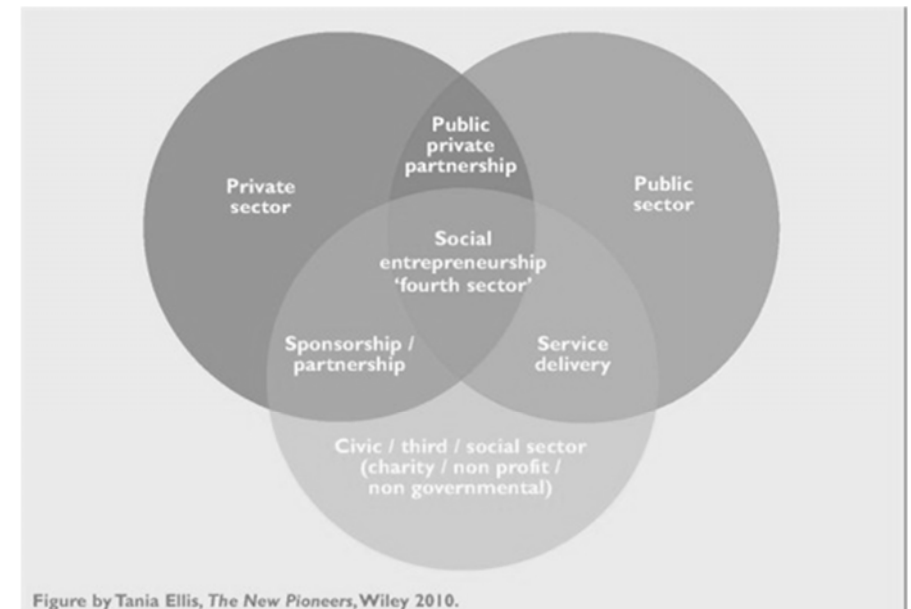 Public
private
partnership
Private
sector
Public
sector
Social
entrepreneurship
‘fourth sector’
Sponsorship /
partnership
Service
delivery
Civic / third / social sector
(charity / non profit /
non governmental)
Figure by Tania Ellis, The New Pioneers, Wiley 2010.